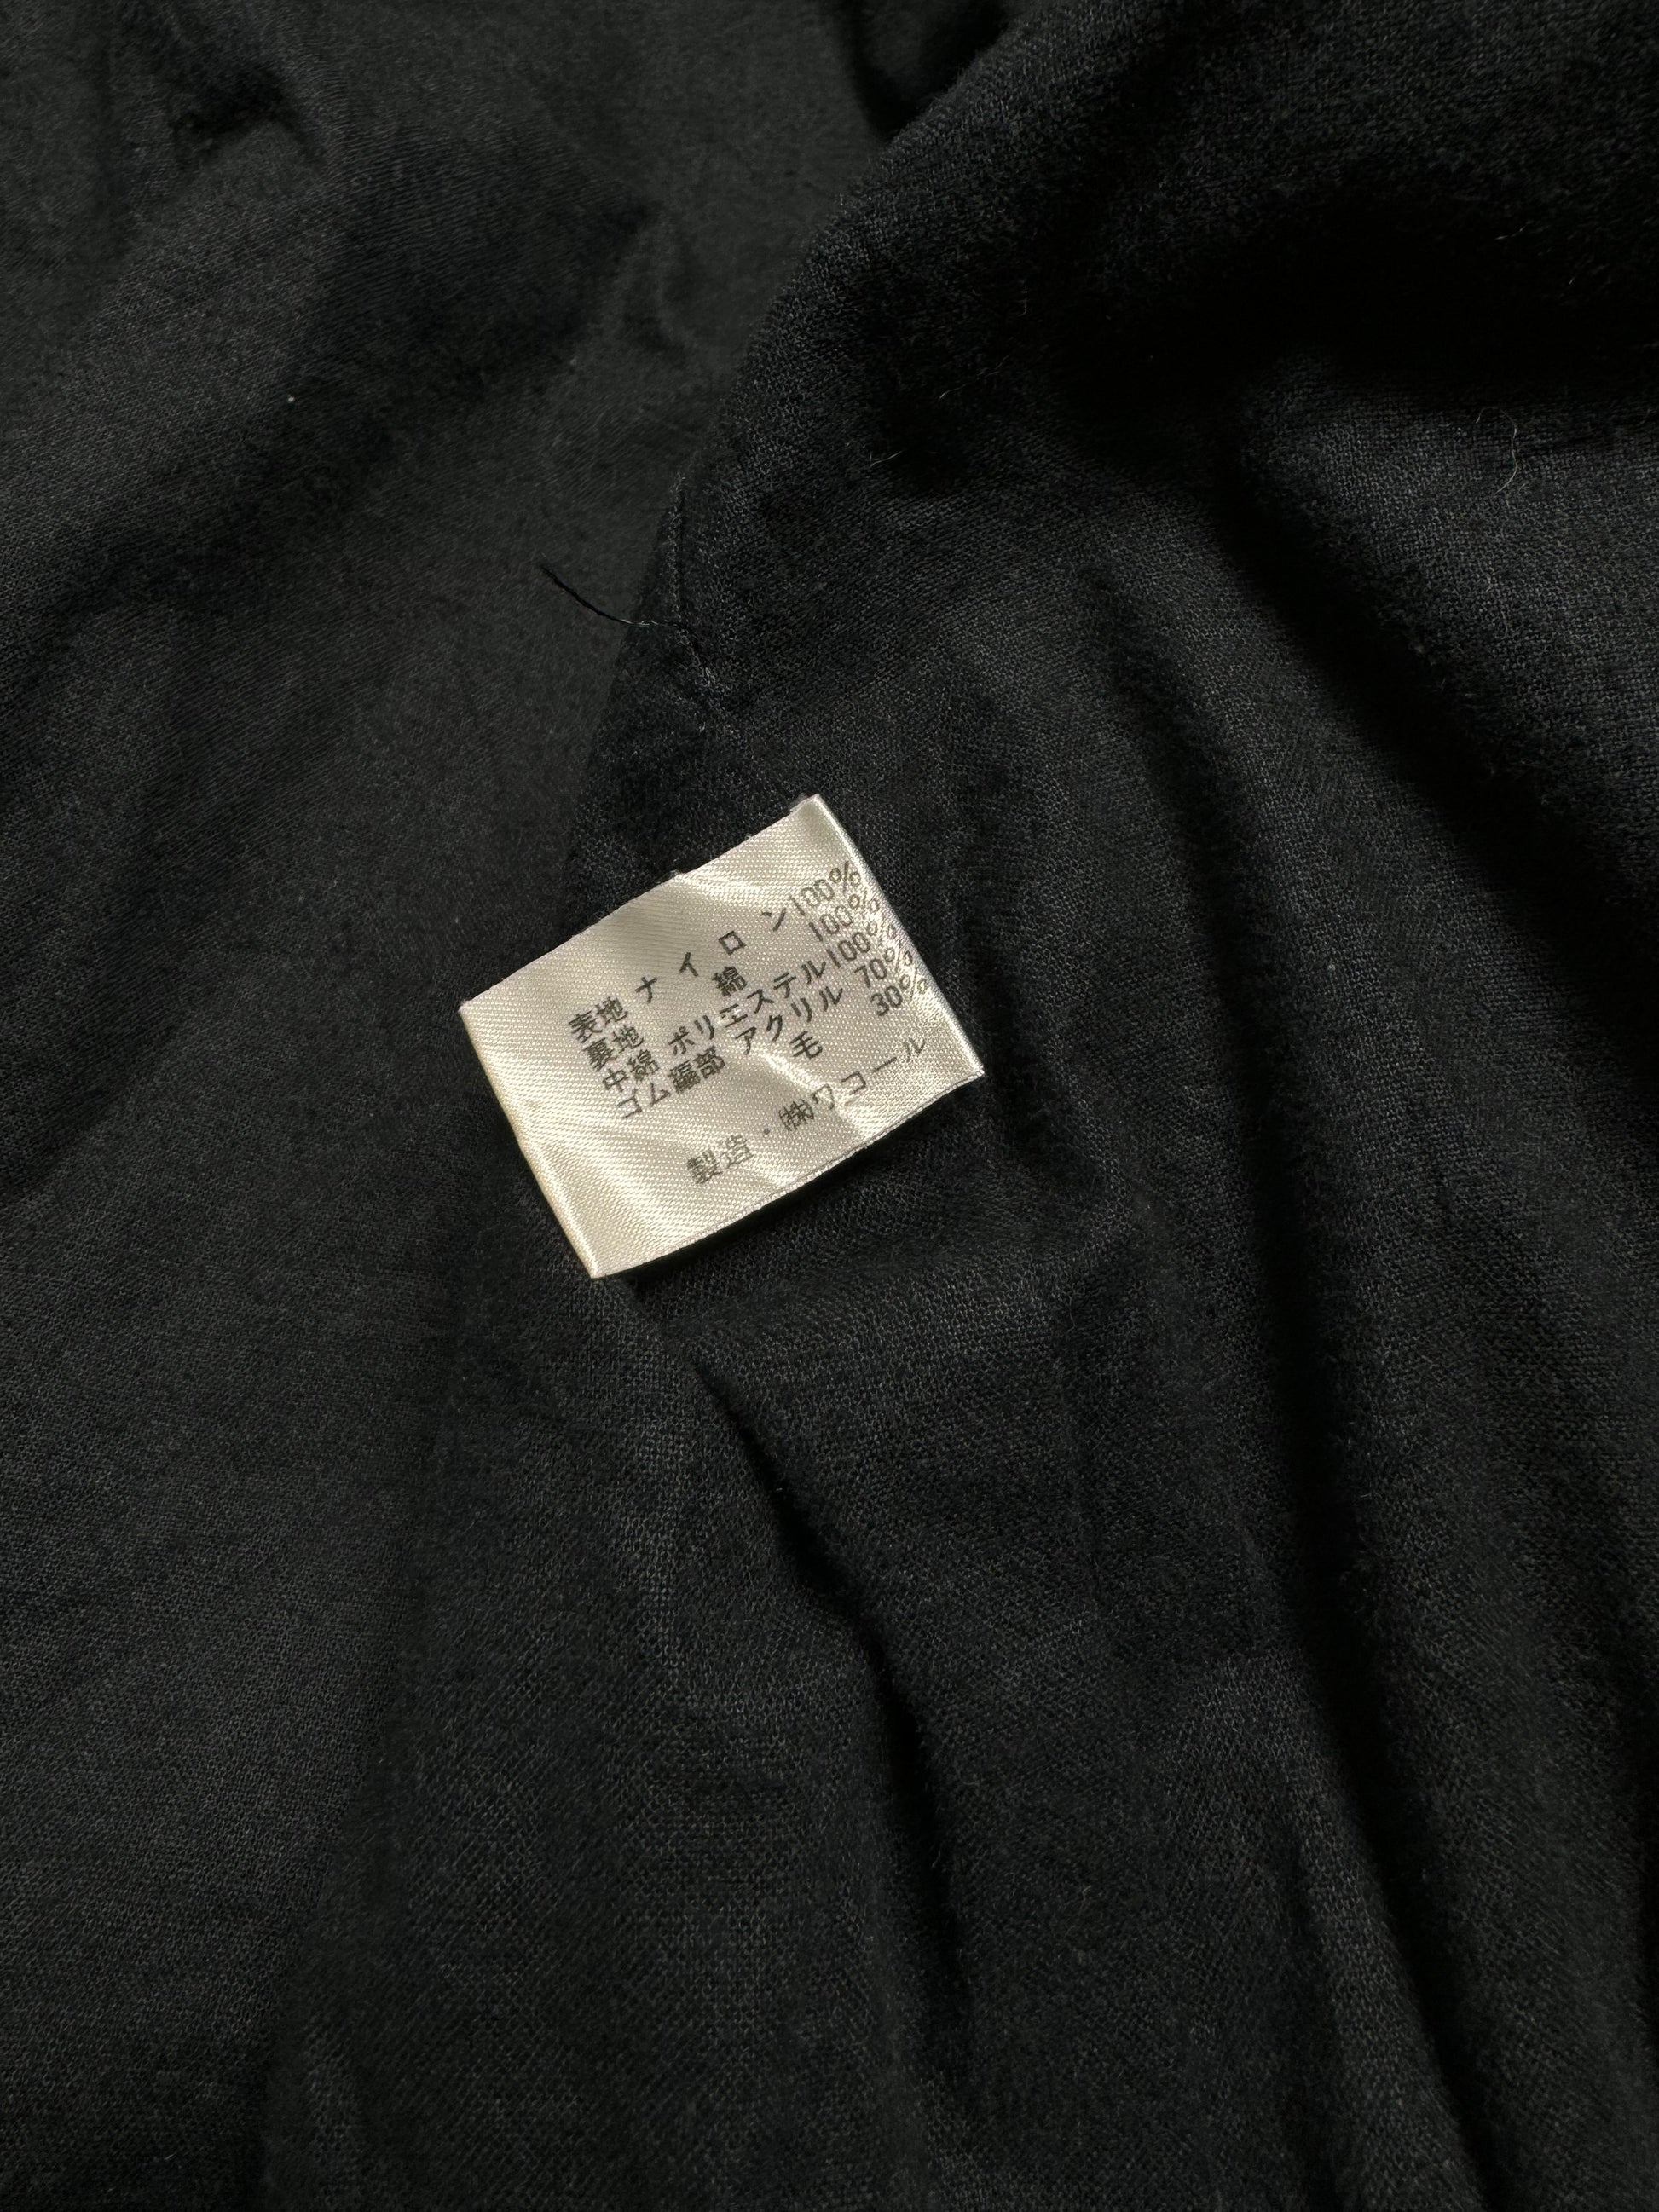 表地 ナイロン100%
裏地 綿 100%
中綿 ポリエステル100%
ゴム編部 アクリル 70%
毛 30%
製造・㈱ワコール